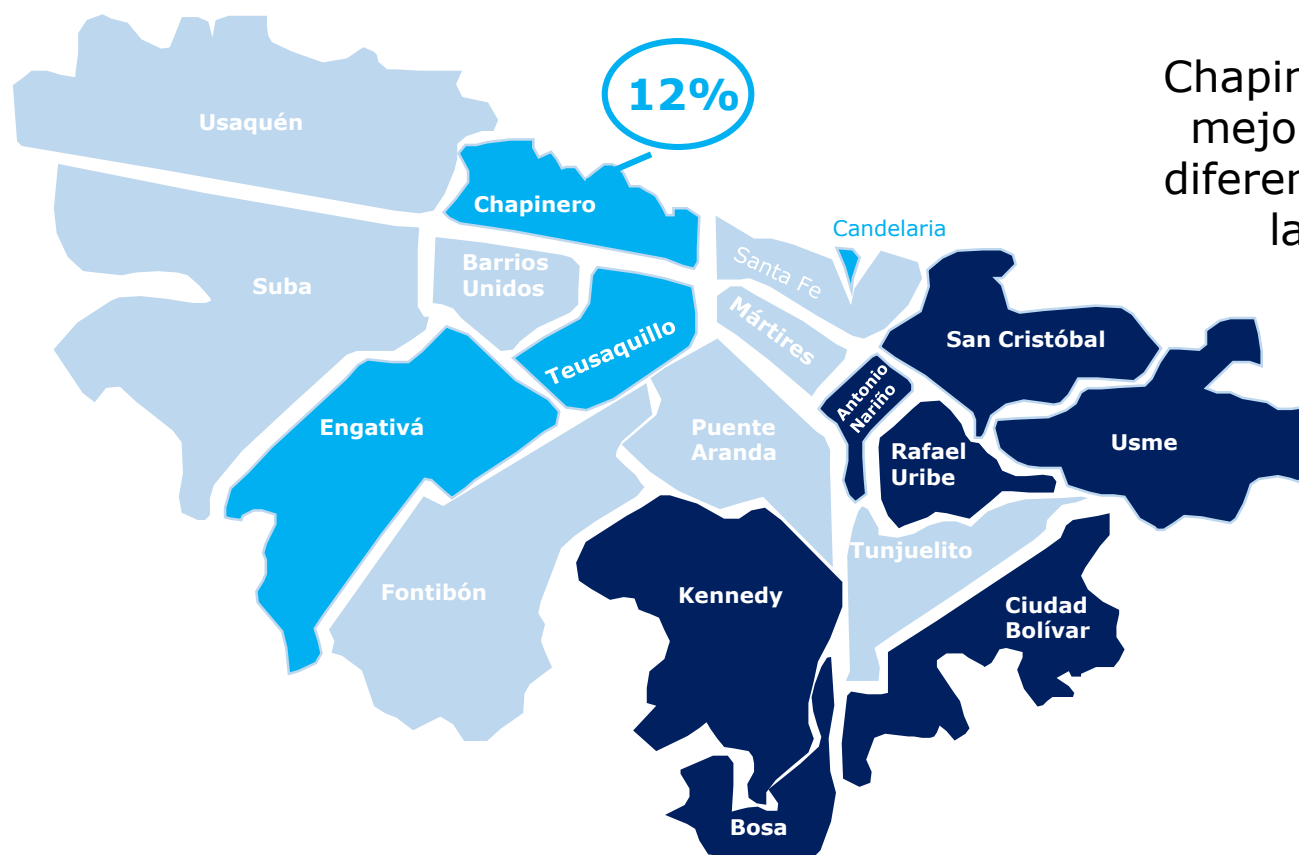 12%
Usaquén
Chapinero
Candelaria
Santa Fe
Barrios
Unidos
Suba
Mártires
Teusaquillo
San Cristóbal
Antonio
Nariño
Engativá
Puente
Aranda
Rafael
Uribe
Usme
Tunjuelito
Fontibón
Kennedy
Ciudad
Bolívar
Bosa
la